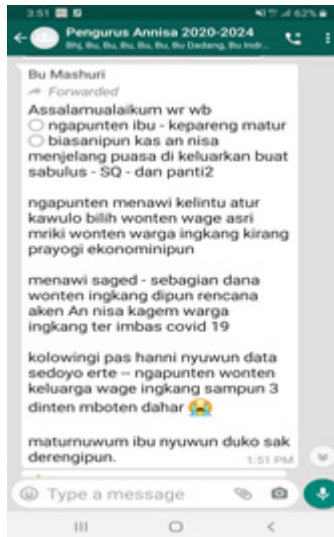 3:51
62%
Pengurus Annisa 2020-2024
Bhj, Bu, Bu, Bu, Bu, Bu Dadang, Bu Indr...
Bu Mashuri
Forwarded
Assalamualaikum wr wb
ngapunten ibu - kepareng matur
biasanipun kas an nisa
menjelang puasa di keluarkan buat
sabulus - SQ - dan panti2
ngapunten menawi kelintu atur
kawulo bilih wonten wage asri
mriki wonten warga ingkang kirang
prayogi ekonominipun
menawi saged - sebagian dana
wonten ingkang dipun rencana
aken An nisa kagem warga
ingkang ter imbas covid 19
kolowingi pas hanni nyuwun data
sedoyo erte -- ngapunten wonten
keluarga wage ingkang sampun 3
dinten mboten dahar 😭
maturnuwum ibu nyuwun duko sak
derengipun.
1:51 PM
Type a message